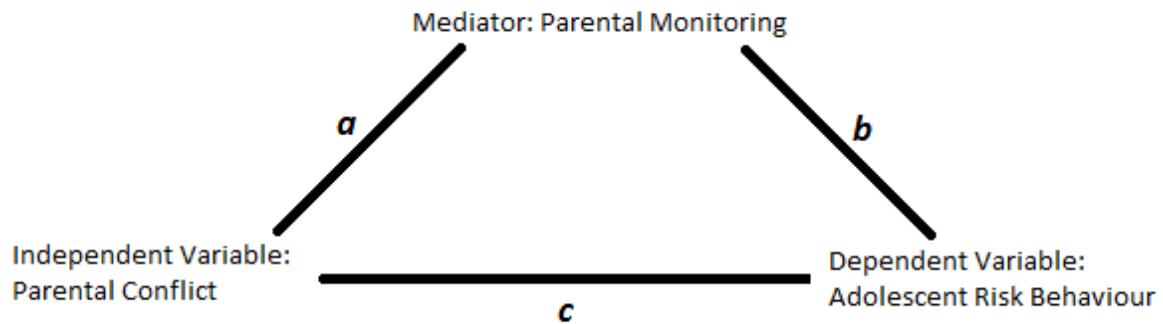 Mediator: Parental Monitoring
a
b
Independent Variable:
Parental Conflict
Dependent Variable:
Adolescent Risk Behaviour
c